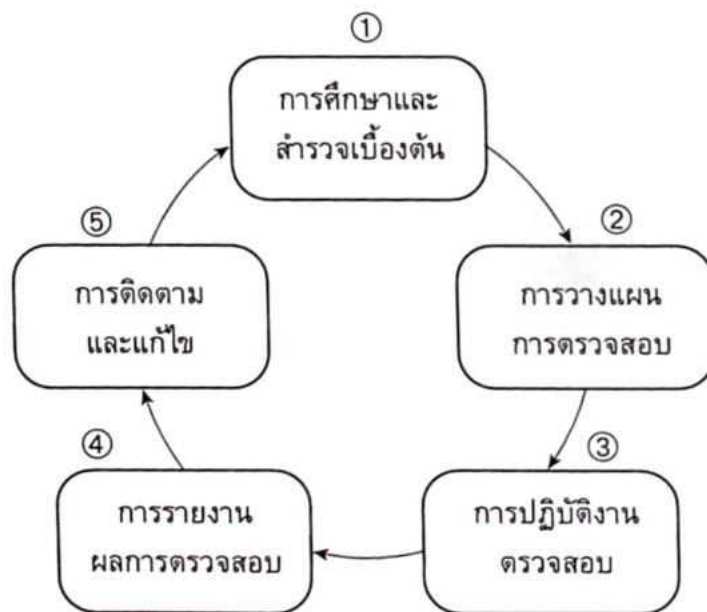 ①
การศึกษาและ
สำรวจเบื้องต้น
②
การวางแผน
การตรวจสอบ
③
การปฏิบัติงาน
ตรวจสอบ
④
การรายงาน
ผลการตรวจสอบ
⑤
การติดตาม
และแก้ไข